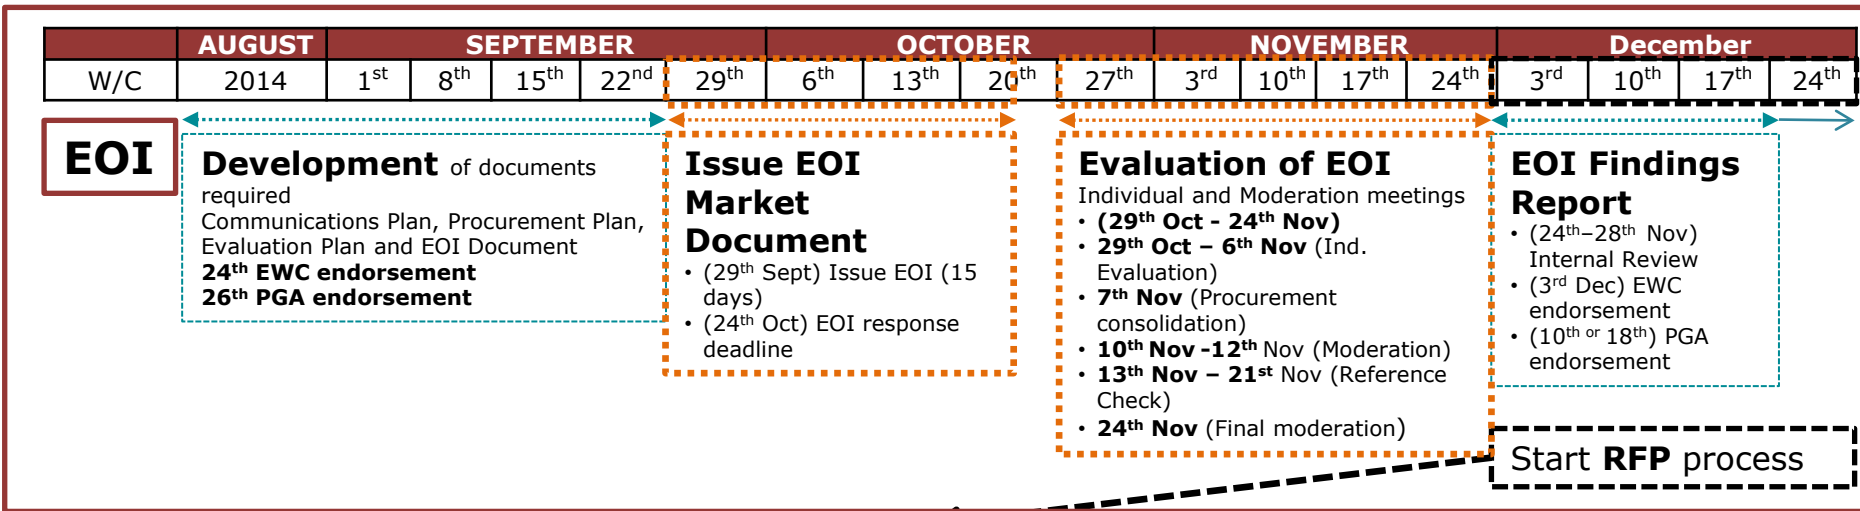 AUGUST SEPTEMBER OCTOBER NOVEMBER December
W/C 2014 1st 8th 15th 22nd 29th 6th 13th 20th 27th 3rd 10th 17th 24th 3rd 10th 17th 24th
EOI
Development of documents
required
Communications Plan, Procurement Plan,
Evaluation Plan and EOI Document
24th EWC endorsement
26th PGA endorsement
Issue EOI
Market
Document
• (29th Sept) Issue EOI (15
days)
• (24th Oct) EOI response
deadline
Evaluation of EOI
Individual and Moderation meetings
• (29th Oct - 24th Nov)
• 29th Oct – 6th Nov (Ind.
Evaluation)
• 7th Nov (Procurement
consolidation)
• 10th Nov -12th Nov (Moderation)
• 13th Nov – 21st Nov (Reference
Check)
• 24th Nov (Final moderation)
EOI Findings
Report
• (24th–28th Nov)
Internal Review
• (3rd Dec) EWC
endorsement
• (10th or 18th) PGA
endorsement
Start RFP process